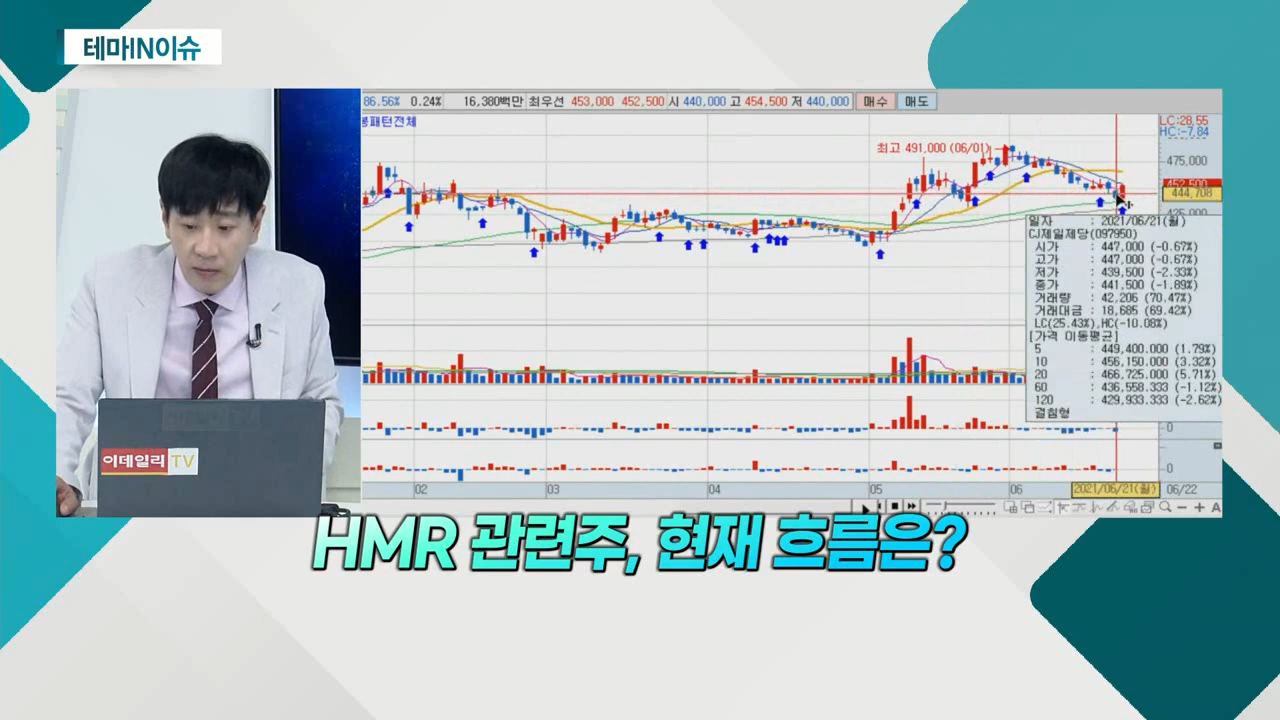 테마IN이슈
86.56% 0.24% 16,380백만 최우선 453,000 452,500 시 440,000 고 454,500 저 440,000 매수 매도
봉패턴전체
LC:28.55
HC:-7.84
최고 491,000 (06/01)
475,000
452,500
444,708
425,000
일자 : 2021/06/21(월)
CJ제일제당(097950)
시가 : 447,000 (-0.67%)
고가 : 447,000 (-0.67%)
저가 : 439,500 (-2.33%)
종가 : 441,500 (-1.89%)
거래량 : 42,206 (70.47%)
거래대금 : 18,685 (69.42%)
LC(25.43%),HC(-10.08%)
[가격 이동평균]
5 : 449,400.000 (1.79%)
10 : 456,150.000 (3.32%)
20 : 466,725.000 (5.71%)
60 : 436,558.333 (-1.12%)
120 : 429,933.333 (-2.62%)
걸침형
0
0
02 03 04 05 06 2021/06/21(월) 06/22
A
이데일리 TV
HMR 관련주, 현재 흐름은?